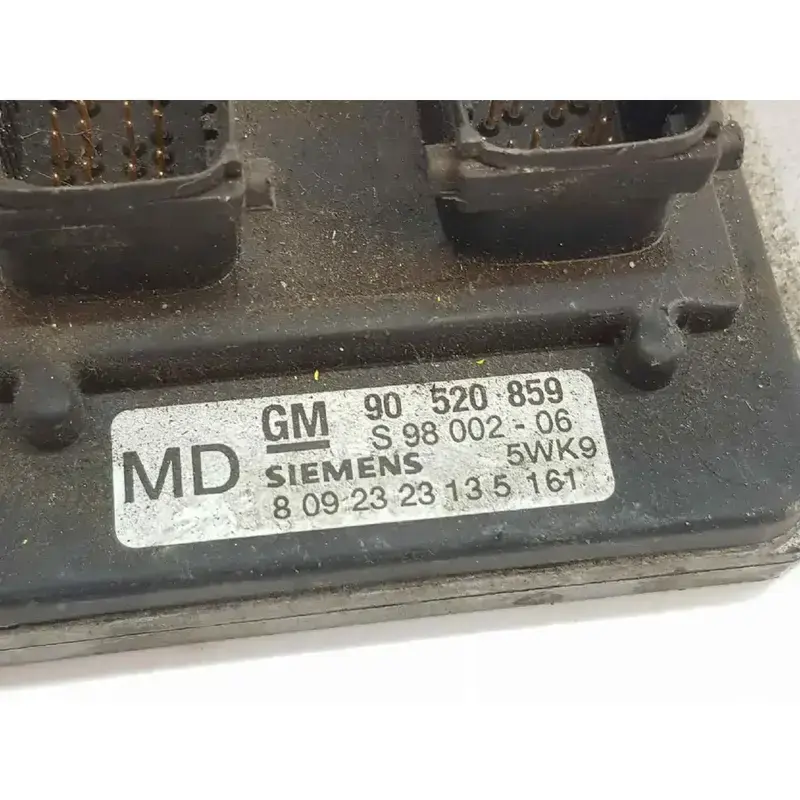 GM 90 520 859
S 98 002 - 06
MD SIEMENS 5WK9
8 09 23 23 13 5 161